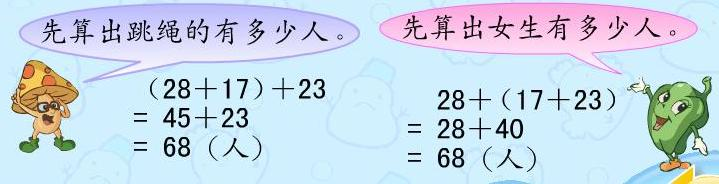 先算出跳绳的有多少人。
(28+17)+23
= 45+23
= 68（人）
先算出女生有多少人。
28+(17+23)
= 28+40
= 68（人）